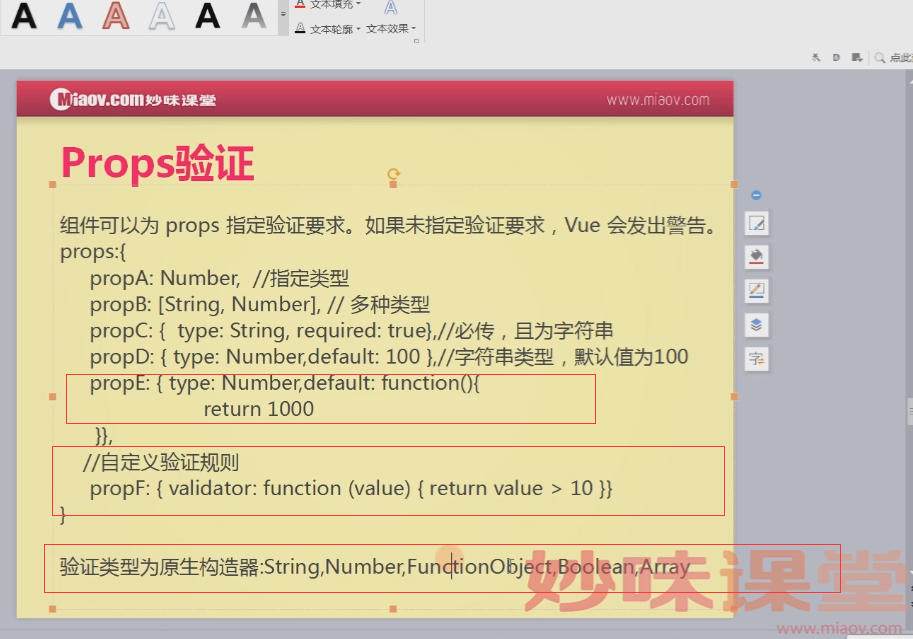 A A A A A A
A 文本填充
A 文本轮廓 文本效果
点此
Miaov.com妙味课堂 www.miaov.com
Props验证
组件可以为 props 指定验证要求。如果未指定验证要求，Vue 会发出警告。
props:{
propA: Number, //指定类型
propB: [String, Number], // 多种类型
propC: { type: String, required: true},//必传，且为字符串
propD: { type: Number,default: 100 },//字符串类型，默认值为100
propE: { type: Number,default: function(){
return 1000
}},
//自定义验证规则
propF: { validator: function (value) { return value > 10 }}
}
验证类型为原生构造器:String,Number,FunctionObject,Boolean,Array
妙味课堂
www.miaov.com
字